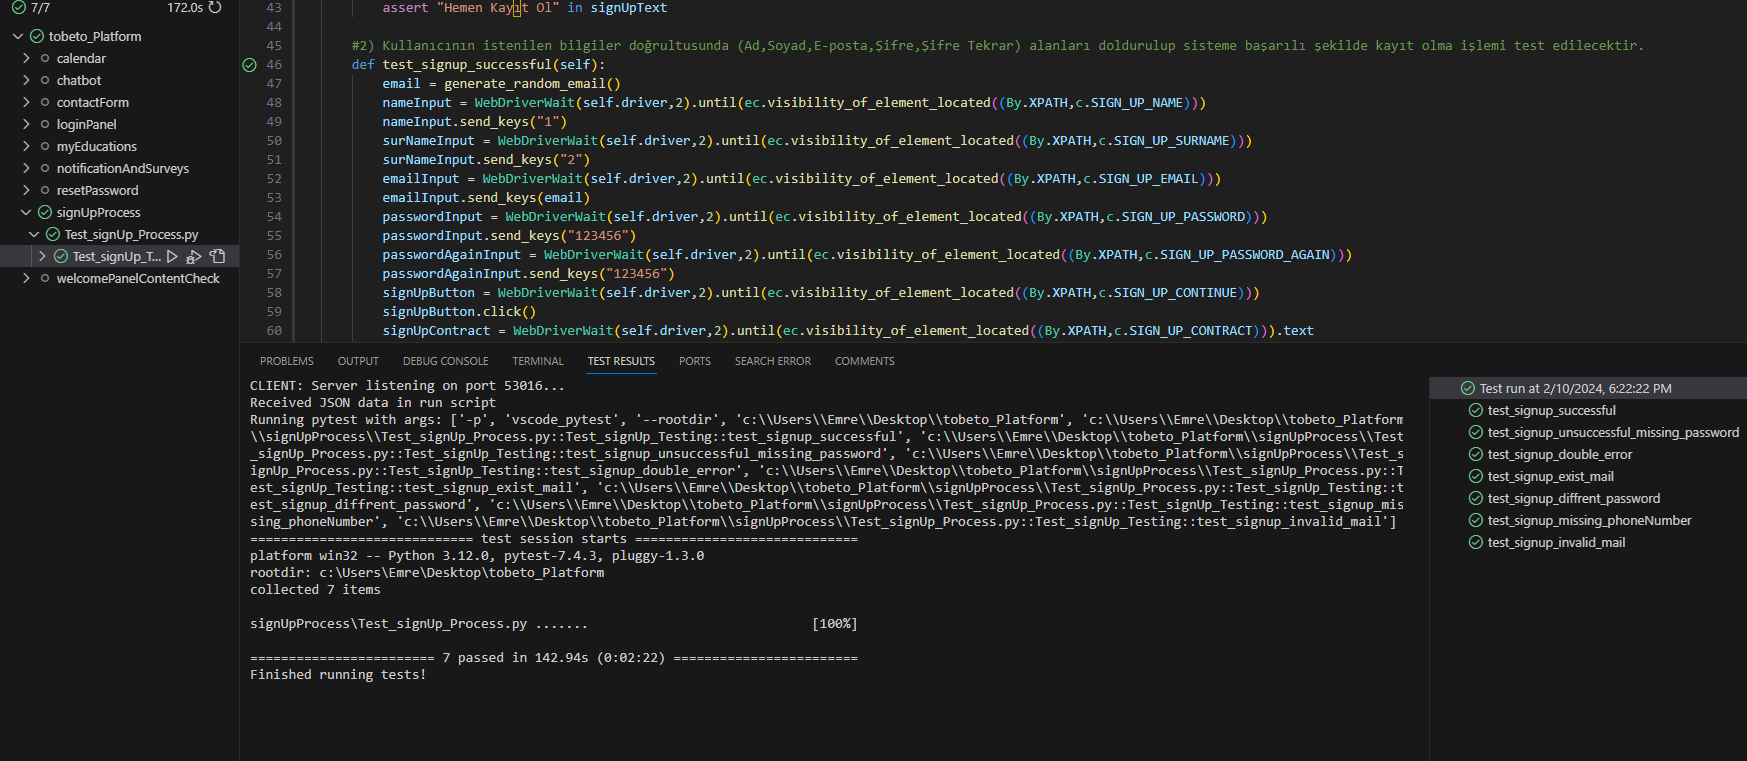 7/7 172.0s
tobeto_Platform
calendar
chatbot
contactForm
loginPanel
myEducations
notificationAndSurveys
resetPassword
signUpProcess
Test_signUp_Process.py
Test_signUp_T...
welcomePanelContentCheck
43 assert "Hemen Kayıt Ol" in signUpText
44
45 #2) Kullanıcının istenilen bilgiler doğrultusunda (Ad,Soyad,E-posta,Şifre,Şifre Tekrar) alanları doldurulup sisteme başarılı şekilde kayıt olma işlemi test edilecektir.
46 def test_signup_successful(self):
47 email = generate_random_email()
48 nameInput = WebDriverWait(self.driver,2).until(ec.visibility_of_element_located((By.XPATH,c.SIGN_UP_NAME)))
49 nameInput.send_keys("1")
50 surNameInput = WebDriverWait(self.driver,2).until(ec.visibility_of_element_located((By.XPATH,c.SIGN_UP_SURNAME)))
51 surNameInput.send_keys("2")
52 emailInput = WebDriverWait(self.driver,2).until(ec.visibility_of_element_located((By.XPATH,c.SIGN_UP_EMAIL)))
53 emailInput.send_keys(email)
54 passwordInput = WebDriverWait(self.driver,2).until(ec.visibility_of_element_located((By.XPATH,c.SIGN_UP_PASSWORD)))
55 passwordInput.send_keys("123456")
56 passwordAgainInput = WebDriverWait(self.driver,2).until(ec.visibility_of_element_located((By.XPATH,c.SIGN_UP_PASSWORD_AGAIN)))
57 passwordAgainInput.send_keys("123456")
58 signUpButton = WebDriverWait(self.driver,2).until(ec.visibility_of_element_located((By.XPATH,c.SIGN_UP_CONTINUE)))
59 signUpButton.click()
60 signUpContract = WebDriverWait(self.driver,2).until(ec.visibility_of_element_located((By.XPATH,c.SIGN_UP_CONTRACT))).text
PROBLEMS OUTPUT DEBUG CONSOLE TERMINAL TEST RESULTS PORTS SEARCH ERROR COMMENTS
CLIENT: Server listening on port 53016...
Received JSON data in run script
Running pytest with args: ['-p', 'vscode_pytest', '--rootdir', 'c:\\Users\\Emre\\Desktop\\tobeto_Platform', 'c:\\Users\\Emre\\Desktop\\tobeto_Platform
\\signUpProcess\\Test_signUp_Process.py::Test_signUp_Testing::test_signup_successful', 'c:\\Users\\Emre\\Desktop\\tobeto_Platform\\signUpProcess\\Test
_signUp_Process.py::Test_signUp_Testing::test_signup_unsuccessful_missing_password', 'c:\\Users\\Emre\\Desktop\\tobeto_Platform\\signUpProcess\\Test_s
ignUp_Process.py::Test_signUp_Testing::test_signup_double_error', 'c:\\Users\\Emre\\Desktop\\tobeto_Platform\\signUpProcess\\Test_signUp_Process.py::T
est_signUp_Testing::test_signup_exist_mail', 'c:\\Users\\Emre\\Desktop\\tobeto_Platform\\signUpProcess\\Test_signUp_Process.py::Test_signUp_Testing::t
est_signup_diffrent_password', 'c:\\Users\\Emre\\Desktop\\tobeto_Platform\\signUpProcess\\Test_signUp_Process.py::Test_signUp_Testing::test_signup_mis
sing_phoneNumber', 'c:\\Users\\Emre\\Desktop\\tobeto_Platform\\signUpProcess\\Test_signUp_Process.py::Test_signUp_Testing::test_signup_invalid_mail']
============================= test session starts =============================
platform win32 -- Python 3.12.0, pytest-7.4.3, pluggy-1.3.0
rootdir: c:\Users\Emre\Desktop\tobeto_Platform
collected 7 items
signUpProcess\Test_signUp_Process.py ....... [100%]
======================== 7 passed in 142.94s (0:02:22) ========================
Finished running tests!
Test run at 2/10/2024, 6:22:22 PM
test_signup_successful
test_signup_unsuccessful_missing_password
test_signup_double_error
test_signup_exist_mail
test_signup_diffrent_password
test_signup_missing_phoneNumber
test_signup_invalid_mail